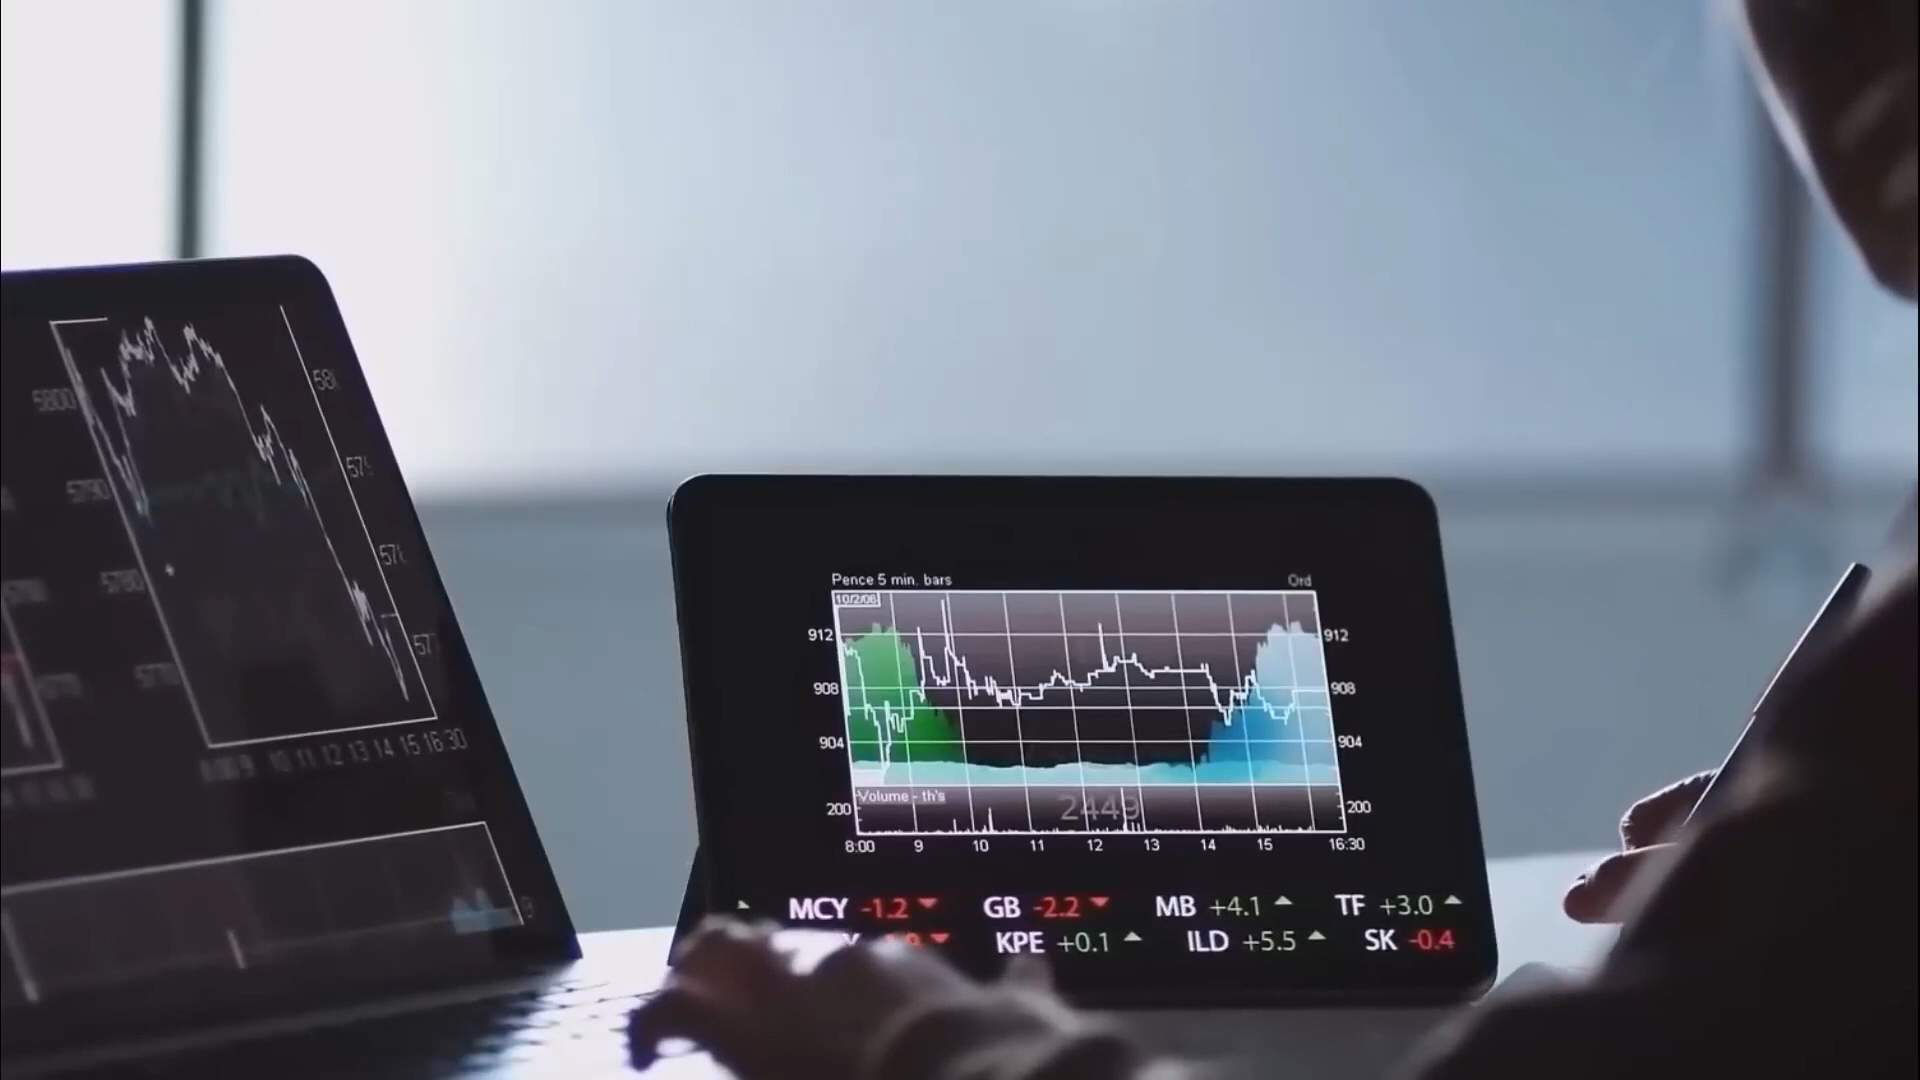 5800
5790
5780
5770
10 11 12 13 14 15 16:30
Pence 5 min. bars Ord
10/2/06
912 912
908 908
904 904
Volume - th's
2449
200 200
8:00 9 10 11 12 13 14 15 16:30
MCY -1.2 GB -2.2 MB +4.1 TF +3.0
KPE +0.1 ILD +5.5 SK -0.4